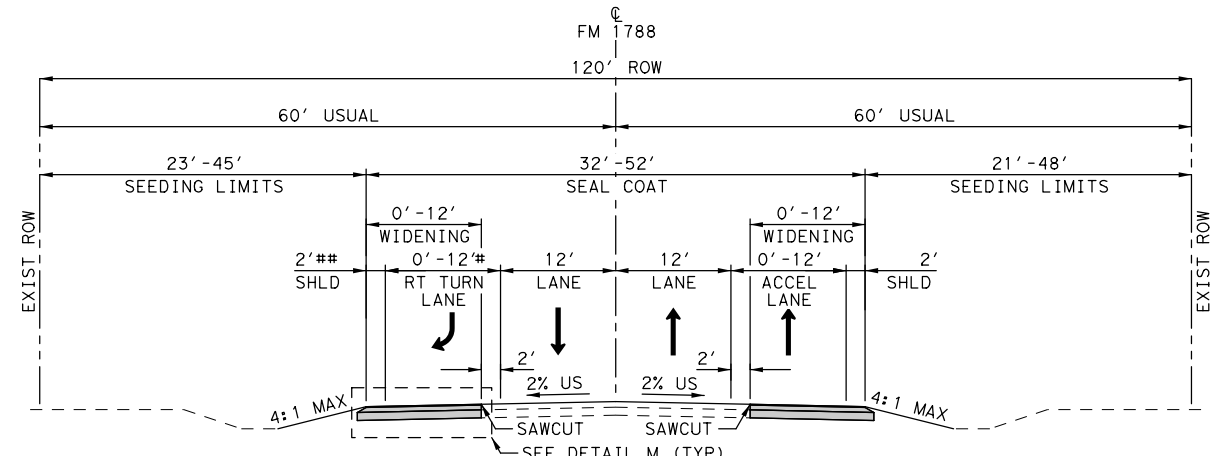 ℄
FM 1788
120' ROW
60' USUAL 60' USUAL
23'-45' 32'-52' 21'-48'
SEEDING LIMITS SEAL COAT SEEDING LIMITS
0'-12' 0'-12'
WIDENING WIDENING
2'## 0'-12'# 12' 12' 0'-12' 2'
SHLD RT TURN LANE LANE ACCEL SHLD
LANE LANE
EXIST ROW
EXIST ROW
2' 2'
2% US 2% US
4:1 MAX 4:1 MAX
SAWCUT SAWCUT
SEE DETAIL M (TYP)